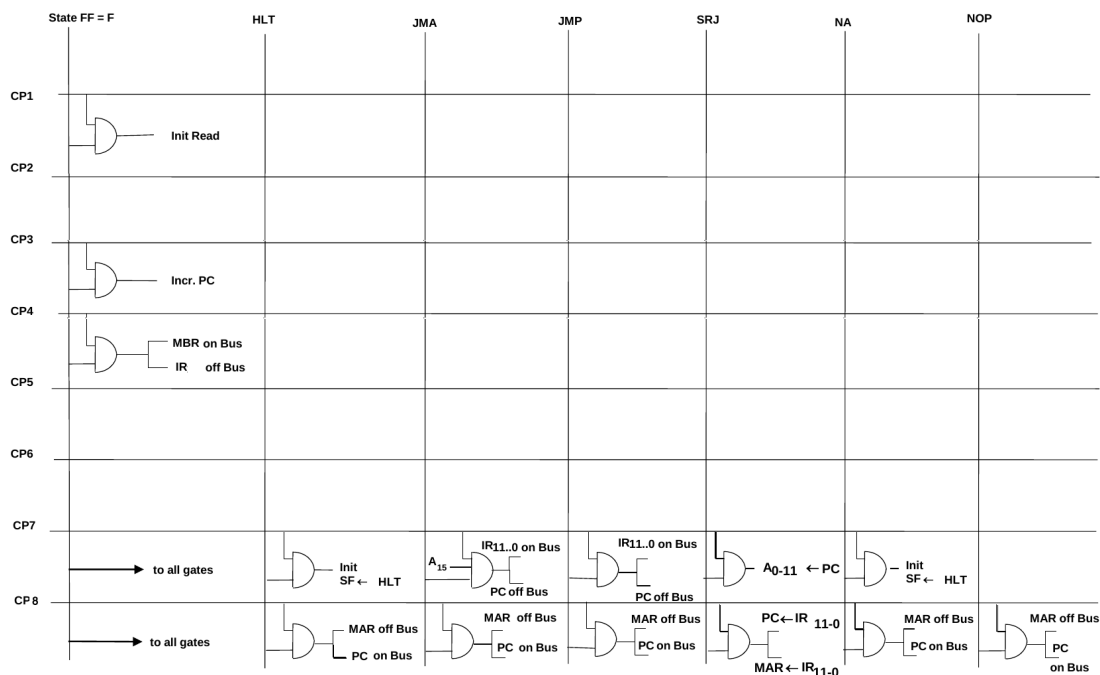 State FF = F
HLT
JMA
JMP
SRJ
NA
NOP
CP1
Init Read
CP2
CP3
Incr. PC
CP4
MBR on Bus
IR off Bus
CP5
CP6
CP7
to all gates
Init
SF ← HLT
A15
IR11..0 on Bus
PC off Bus
IR11..0 on Bus
PC off Bus
A0-11 ← PC
Init
SF ← HLT
CP 8
to all gates
MAR off Bus
PC on Bus
MAR off Bus
PC on Bus
MAR off Bus
PC on Bus
PC ← IR 11-0
MAR ← IR11-0
MAR off Bus
PC on Bus
MAR off Bus
PC
on Bus